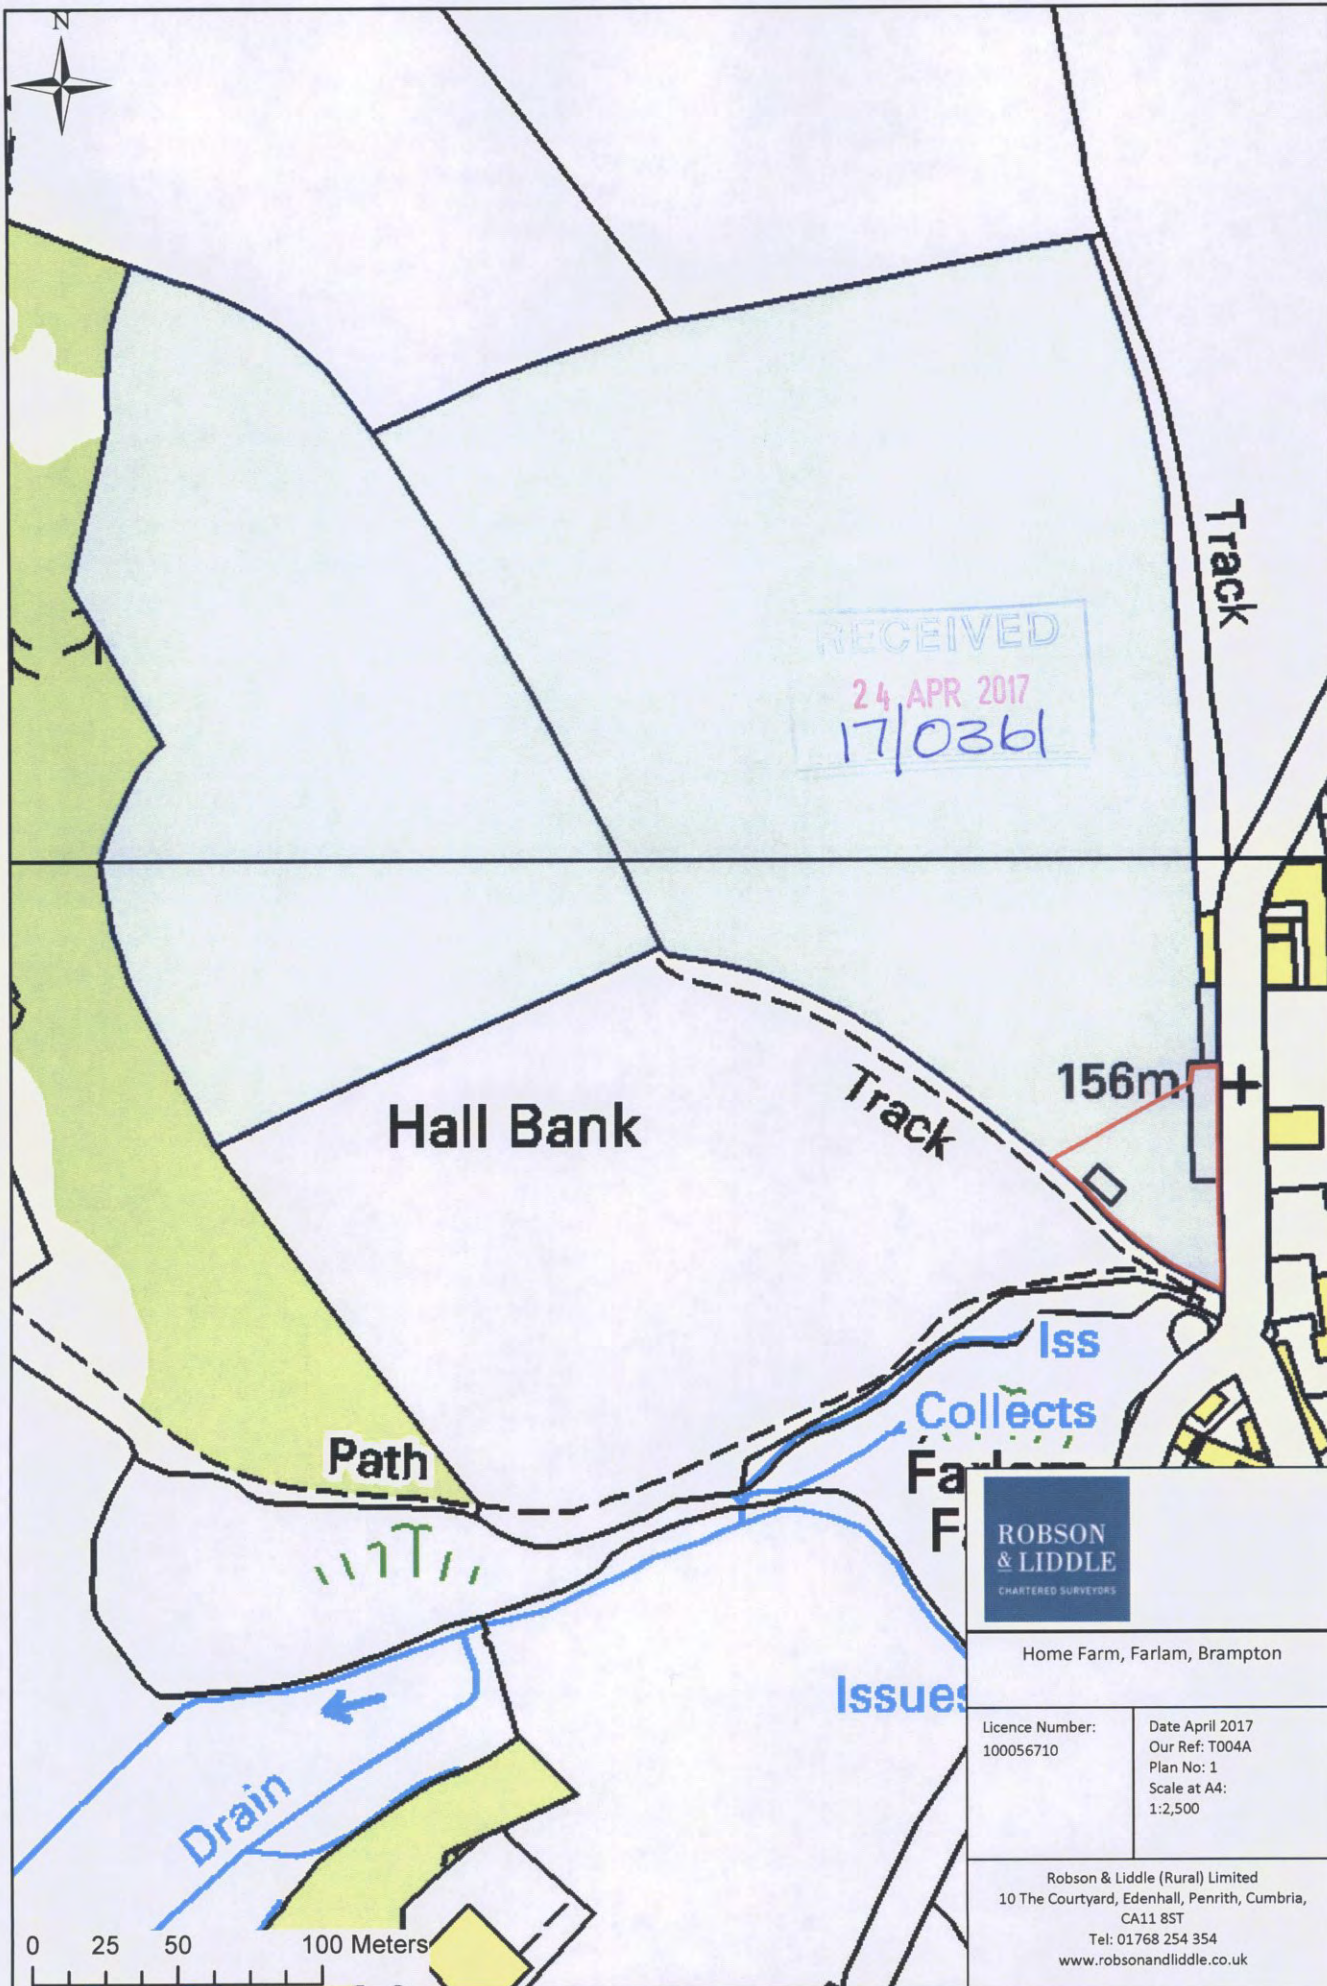 N
Track
RECEIVED
24 APR 2017
17/0361
156m
Hall Bank
Track
Iss
Collects
Path
Issues
Drain
0 25 50 100 Meters
ROBSON
& LIDDLE
CHARTERED SURVEYORS
Home Farm, Farlam, Brampton
Licence Number:
100056710
Date April 2017
Our Ref: T004A
Plan No: 1
Scale at A4:
1:2,500
Robson & Liddle (Rural) Limited
10 The Courtyard, Edenhall, Penrith, Cumbria,
CA11 8ST
Tel: 01768 254 354
www.robsonandliddle.co.uk